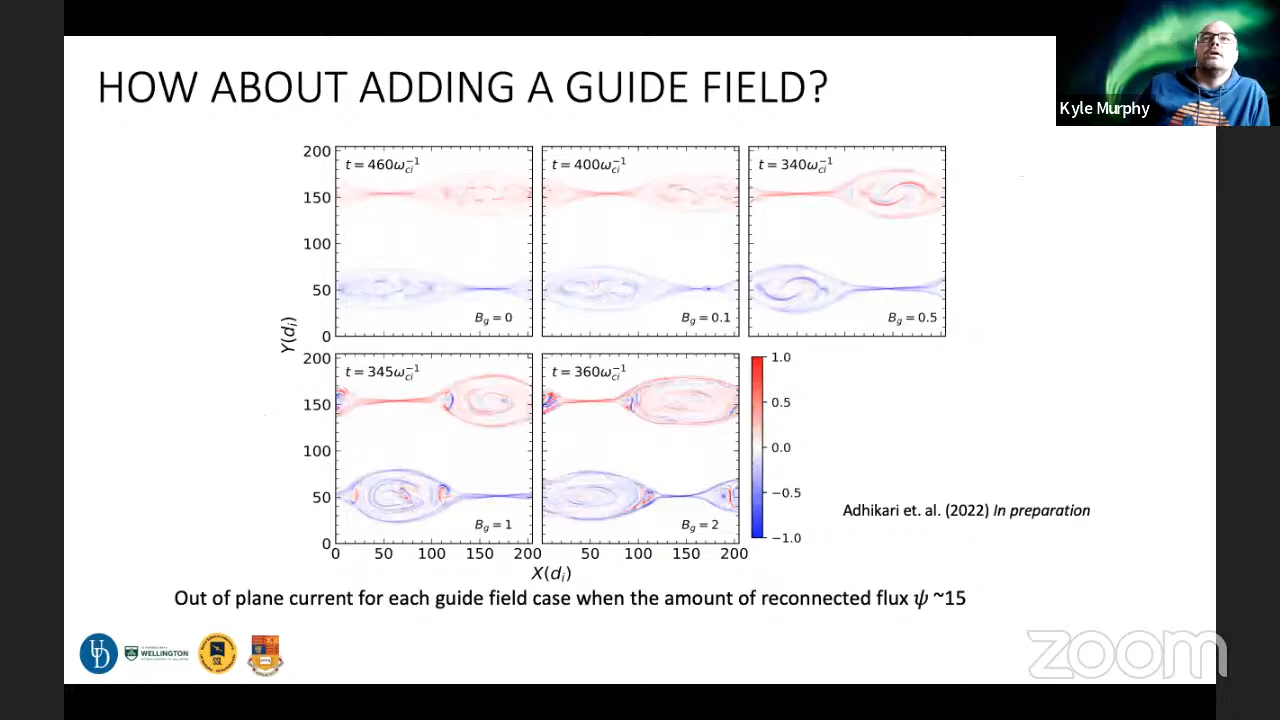 HOW ABOUT ADDING A GUIDE FIELD?
Kyle Murphy
200
150
100
50
0
t = 460ω_ci^−1
B_g = 0
t = 400ω_ci^−1
B_g = 0.1
t = 340ω_ci^−1
B_g = 0.5
Y(d_i)
200
150
100
50
0
t = 345ω_ci^−1
B_g = 1
t = 360ω_ci^−1
B_g = 2
1.0
0.5
0.0
−0.5
−1.0
0 50 100 150 200 50 100 150 200
X(d_i)
Adhikari et. al. (2022) In preparation
Out of plane current for each guide field case when the amount of reconnected flux ψ ~15
UD
WELLINGTON
SSL
zoom